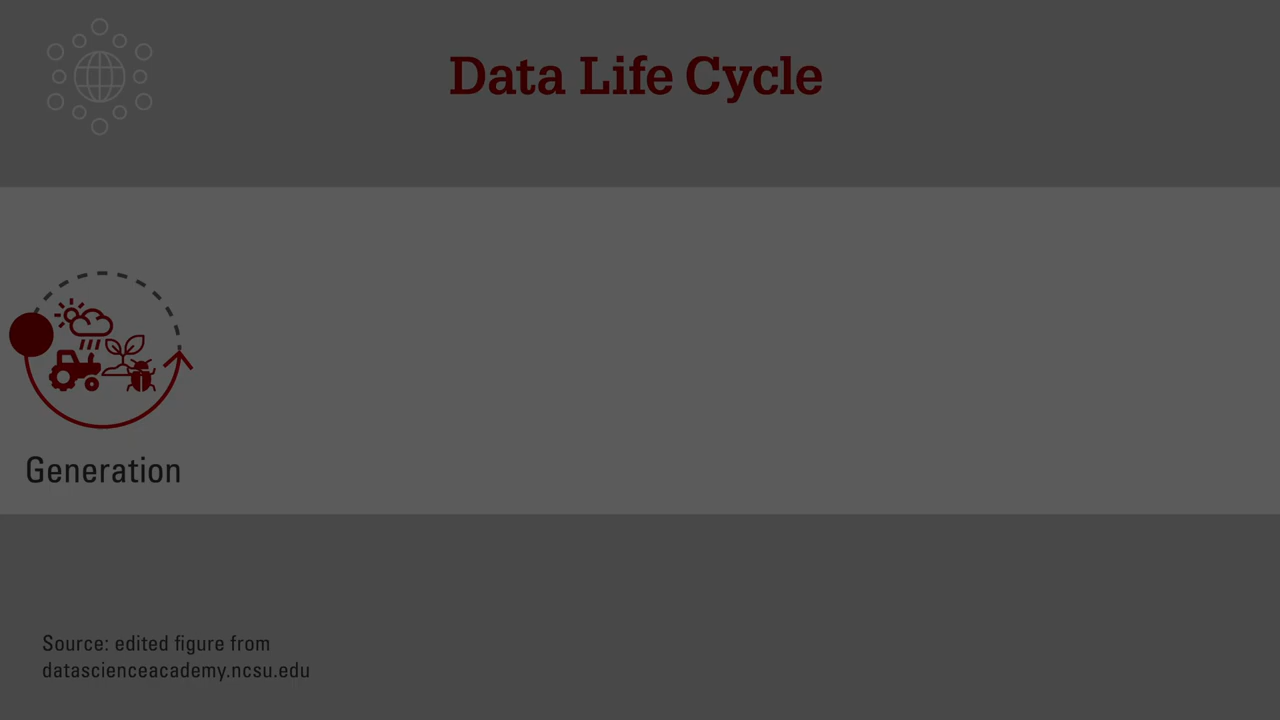 Data Life Cycle
Generation
Source: edited figure from
datascienceacademy.ncsu.edu